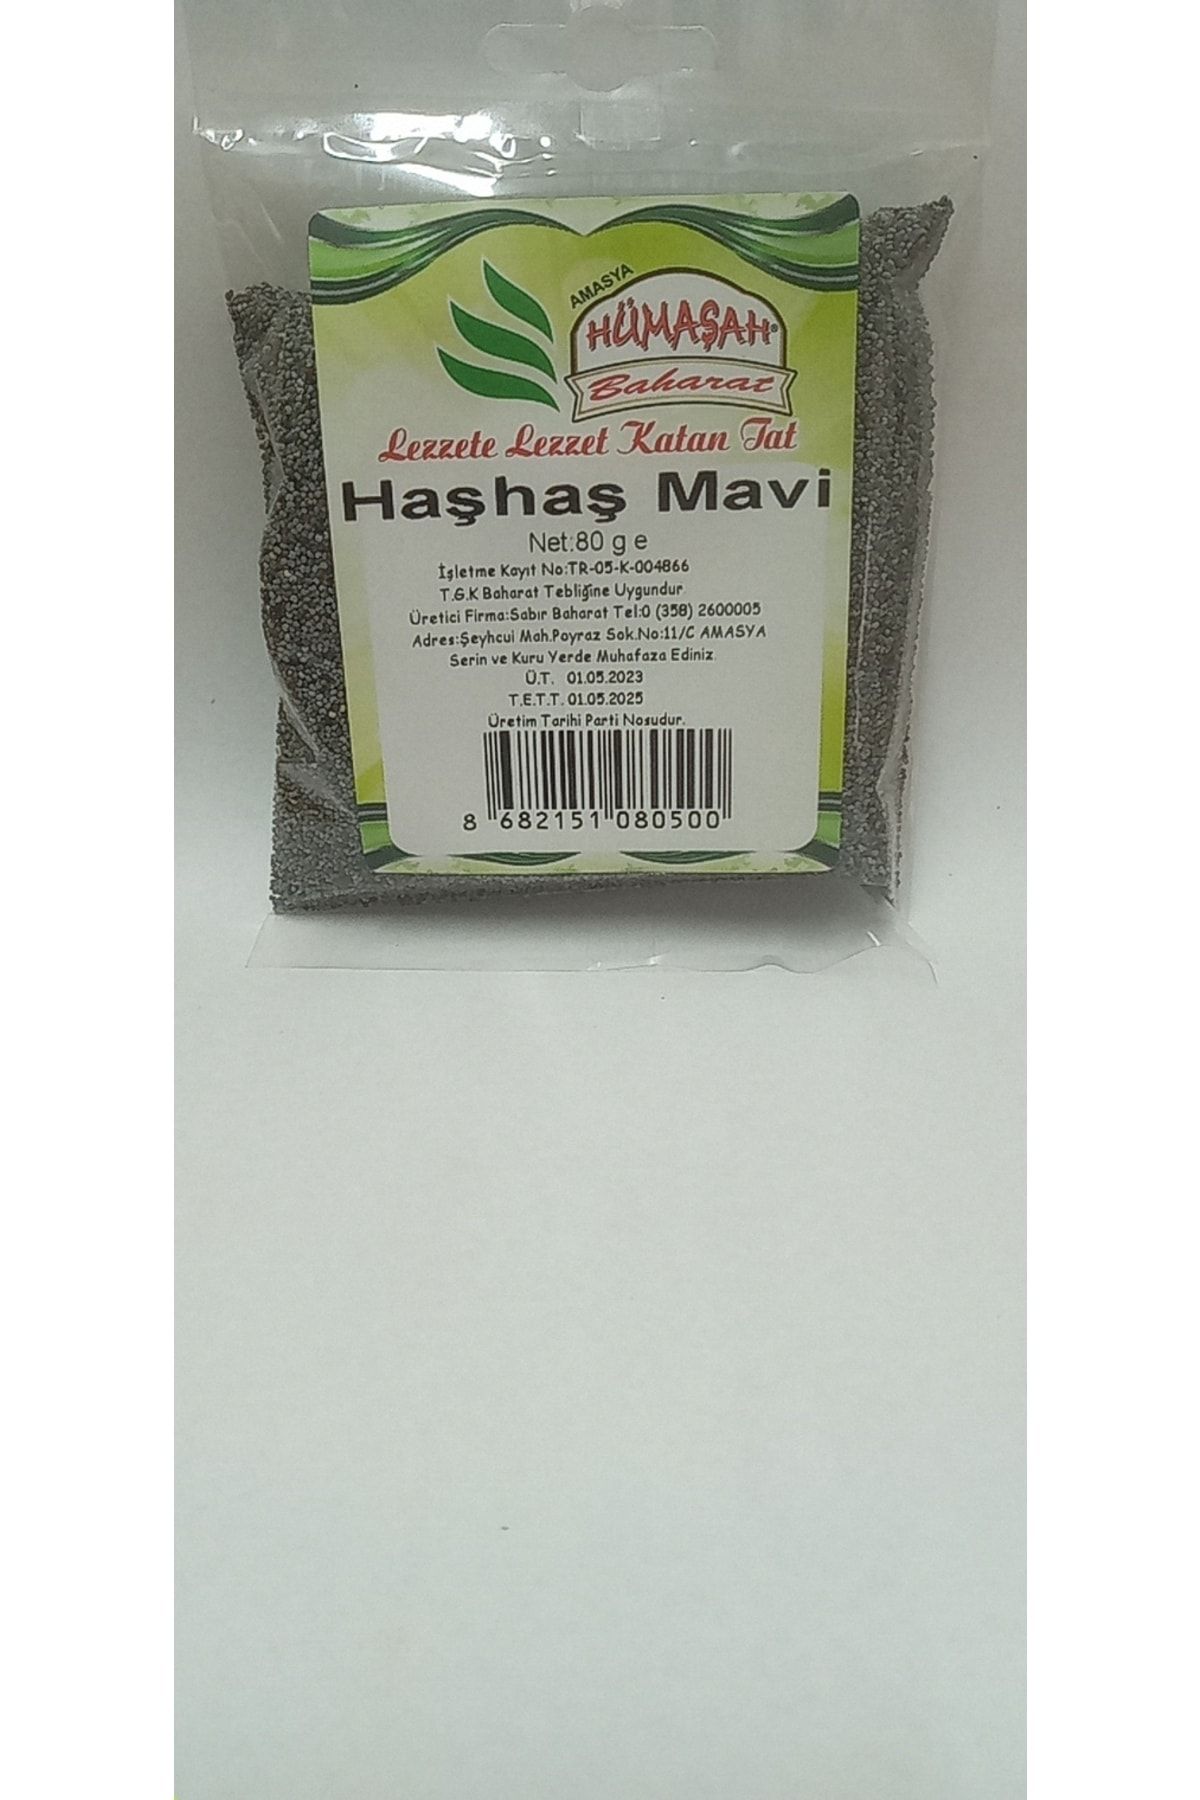 AMASYA
HÜMAŞAH®
Baharat
Lezzete Lezzet Katan Tat
Haşhaş Mavi
Net:80 g e
İşletme Kayıt No:TR-05-K-004866
T.G.K Baharat Tebliğine Uygundur
Üretici Firma:Sabır Baharat Tel:0 (358) 2600005
Adres:Şeyhcui Mah.Poyraz Sok.No:11/C AMASYA
Serin ve Kuru Yerde Muhafaza Ediniz.
Ü.T. 01.05.2023
T.E.T.T. 01.05.2025
Üretim Tarihi Parti Nosudur.
8 682151 080500